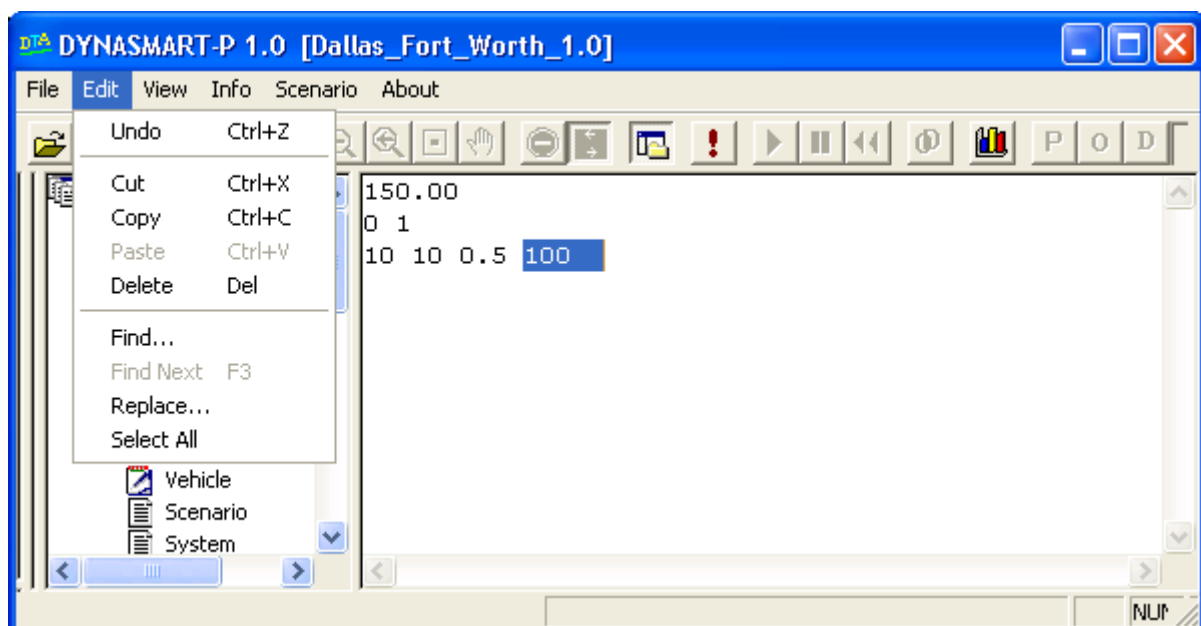 DTA DYNASMART-P 1.0 [Dallas_Fort_Worth_1.0]
File Edit View Info Scenario About
P O D
Undo Ctrl+Z
Cut Ctrl+X
Copy Ctrl+C
Paste Ctrl+V
Delete Del
Find...
Find Next F3
Replace...
Select All
Vehicle
Scenario
System
150.00
0 1
10 10 0.5 100
NUM